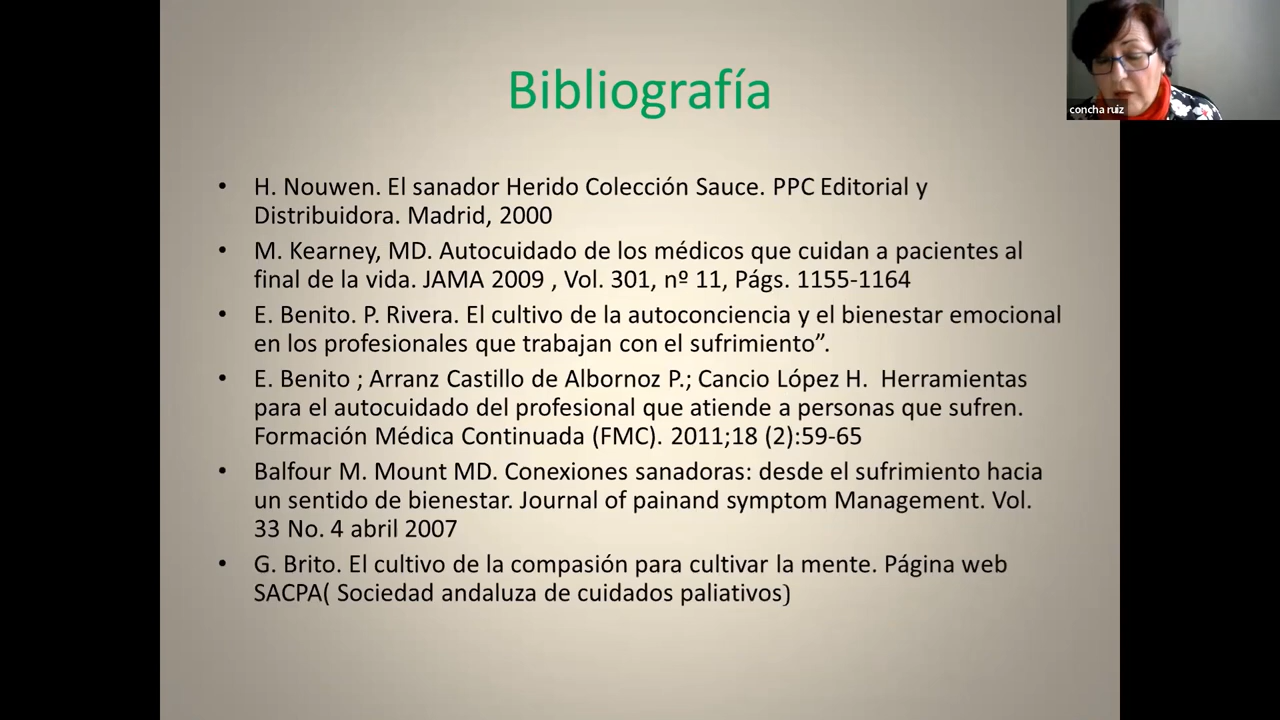 Bibliografía
concha ruiz
• H. Nouwen. El sanador Herido Colección Sauce. PPC Editorial y
Distribuidora. Madrid, 2000
• M. Kearney, MD. Autocuidado de los médicos que cuidan a pacientes al
final de la vida. JAMA 2009 , Vol. 301, nº 11, Págs. 1155-1164
• E. Benito. P. Rivera. El cultivo de la autoconciencia y el bienestar emocional
en los profesionales que trabajan con el sufrimiento”.
• E. Benito ; Arranz Castillo de Albornoz P.; Cancio López H. Herramientas
para el autocuidado del profesional que atiende a personas que sufren.
Formación Médica Continuada (FMC). 2011;18 (2):59-65
• Balfour M. Mount MD. Conexiones sanadoras: desde el sufrimiento hacia
un sentido de bienestar. Journal of painand symptom Management. Vol.
33 No. 4 abril 2007
• G. Brito. El cultivo de la compasión para cultivar la mente. Página web
SACPA( Sociedad andaluza de cuidados paliativos)